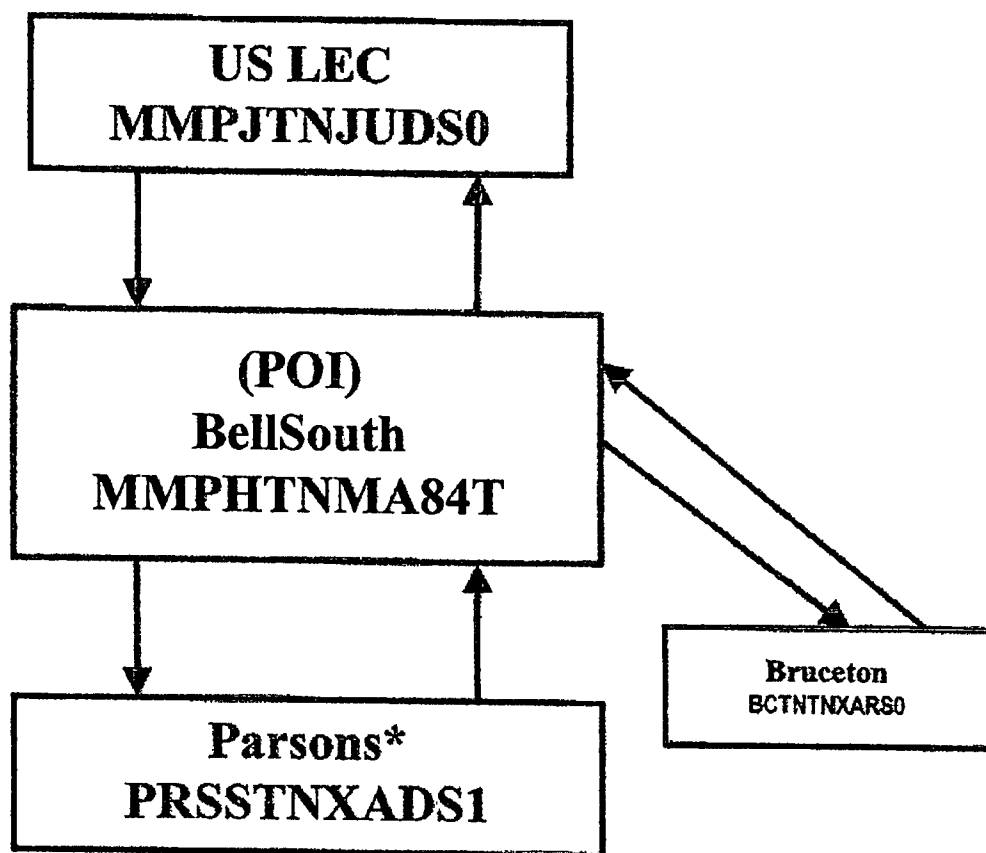 US LEC
MMPJTNJUDS0
(POI)
BellSouth
MMPHTNMA84T
Bruceton
BCTNTNXARS0
Parsons*
PRSSTNXADS1